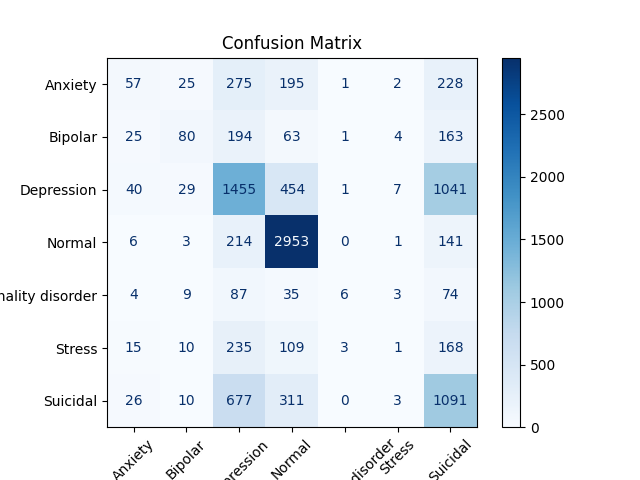 Confusion Matrix
Anxiety 57 25 275 195 1 2 228
Bipolar 25 80 194 63 1 4 163
Depression 40 29 1455 454 1 7 1041
Normal 6 3 214 2953 0 1 141
nality disorder 4 9 87 35 6 3 74
Stress 15 10 235 109 3 1 168
Suicidal 26 10 677 311 0 3 1091
Anxiety Bipolar ression Normal disorder Stress Suicidal
2500
2000
1500
1000
500
0